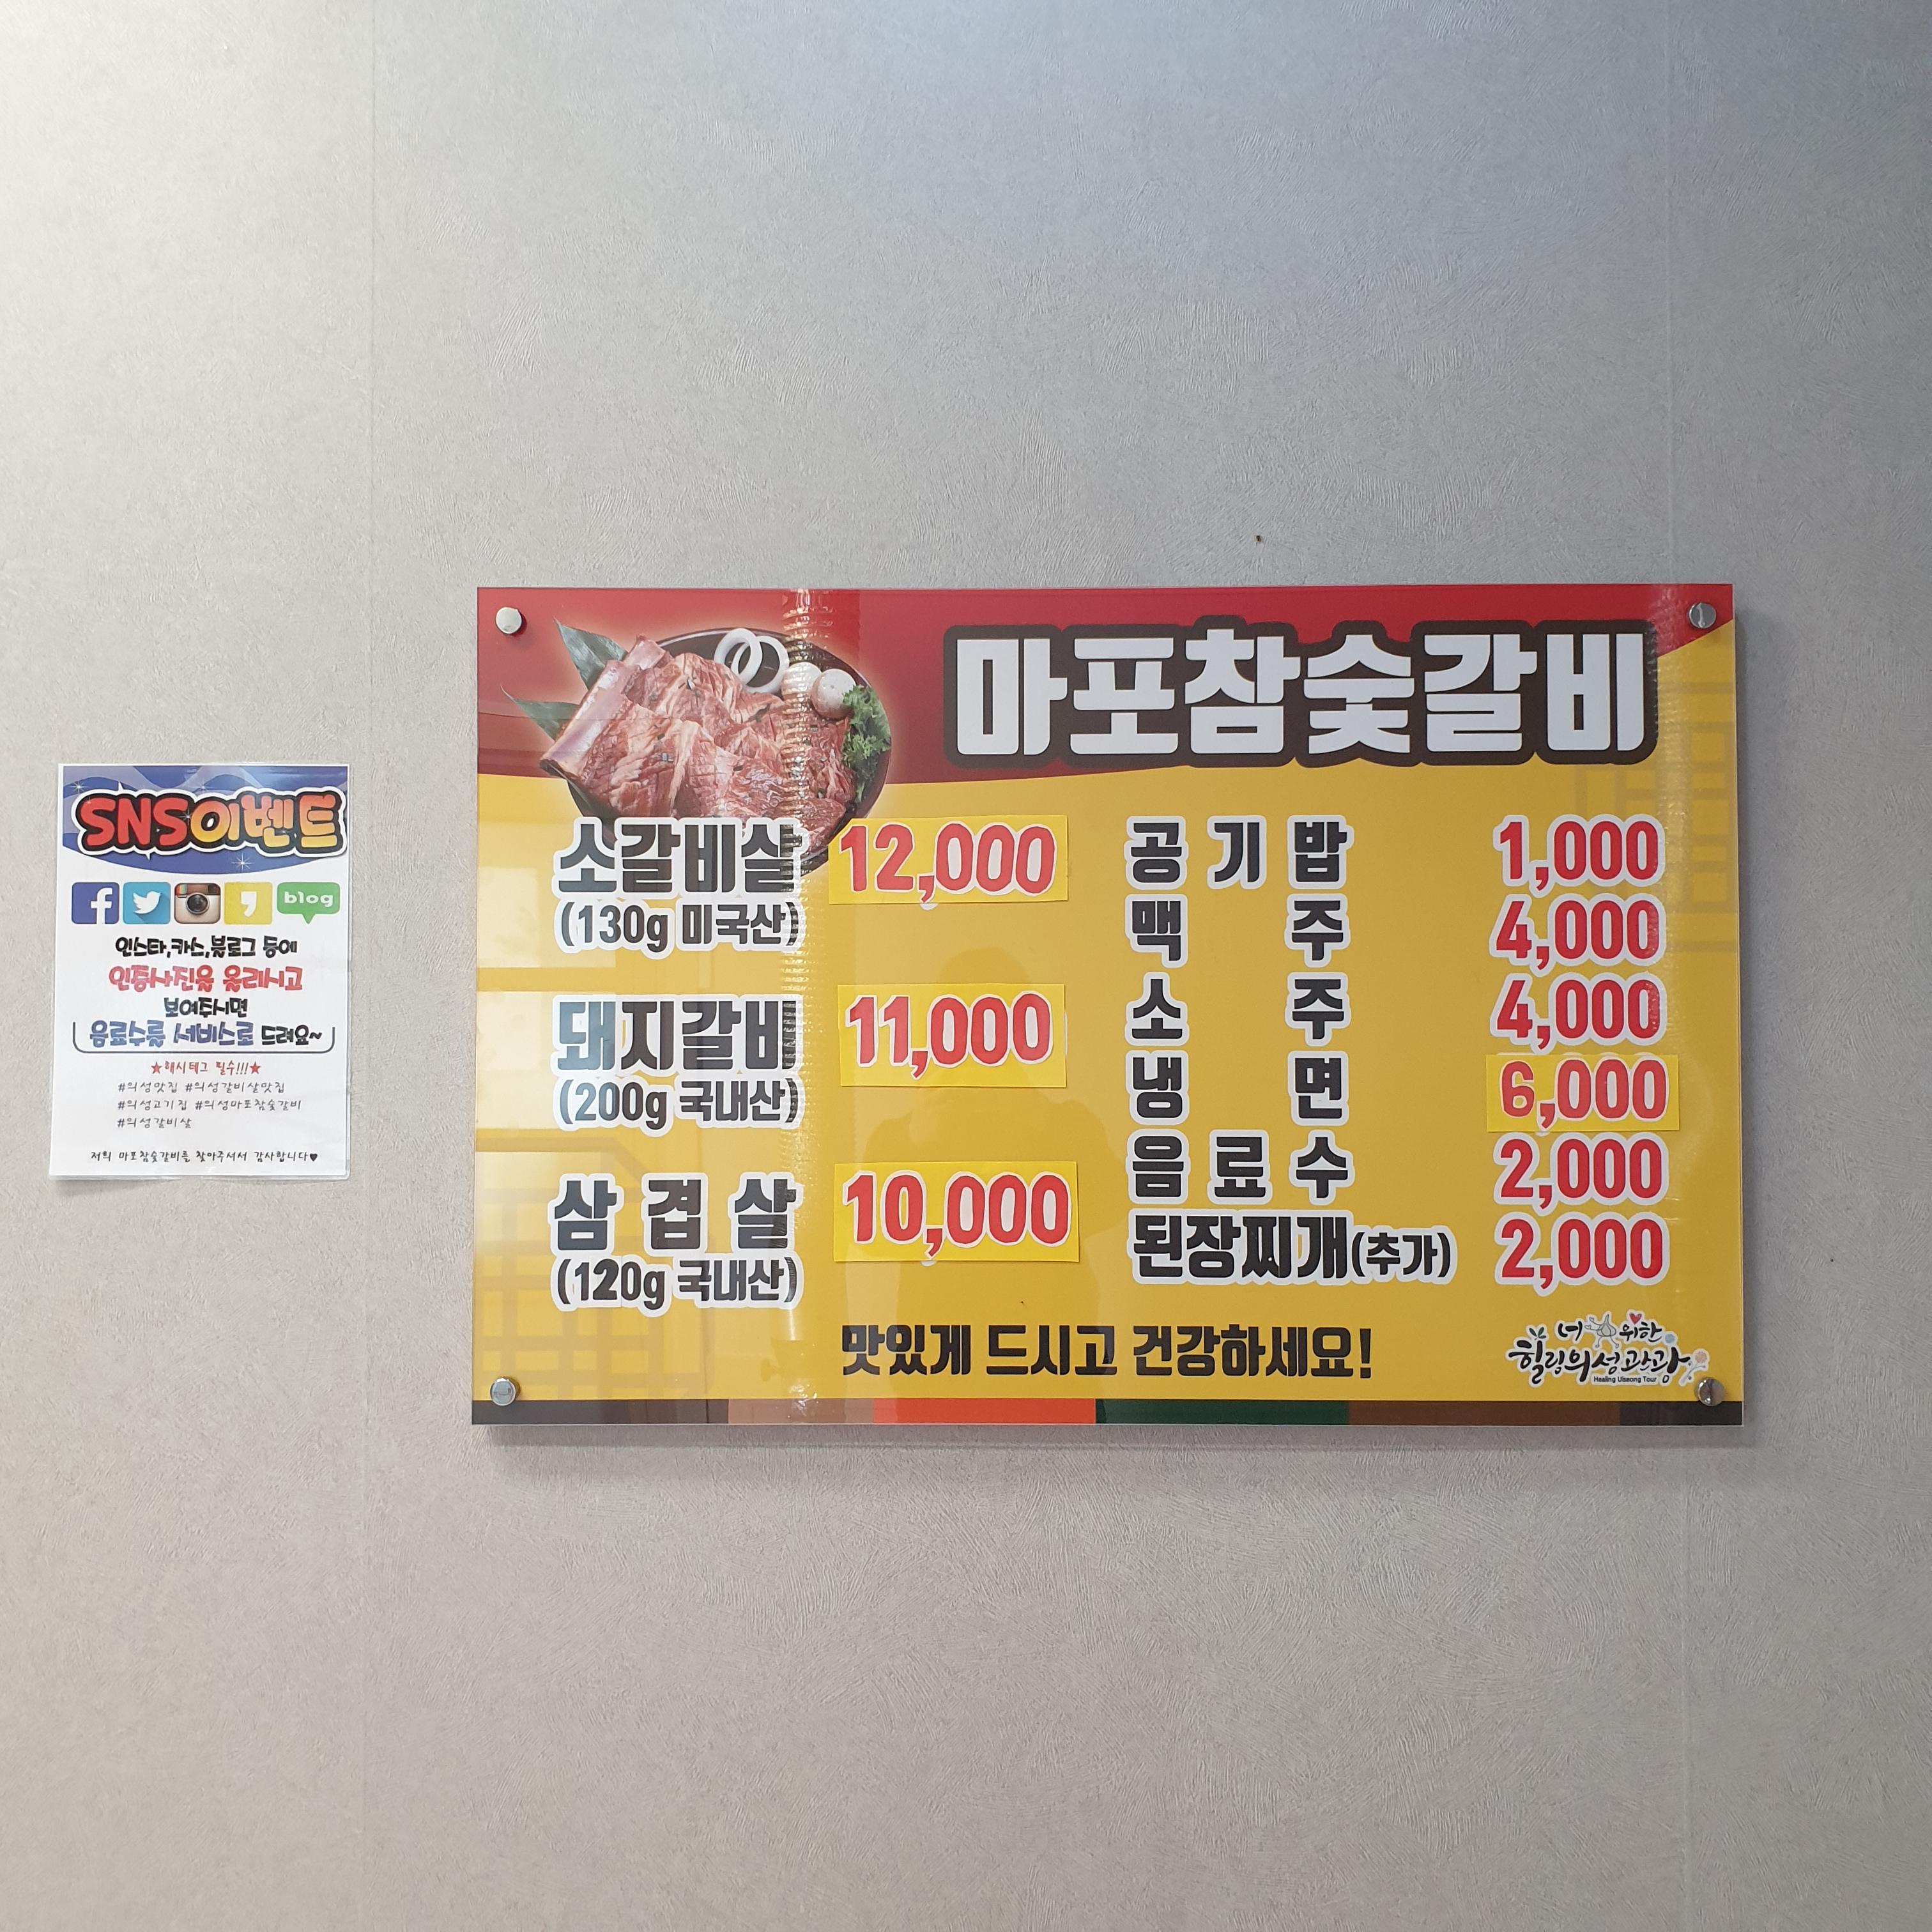 SNS이벤트
blog
인스타,카스,블로그 등에
인증사진을 올리시고
보여주시면
음료수를 서비스로 드려요~
★해시테그 필수!!!★
#의성맛집 #의성갈비살맛집
#의성고기집 #의성마포참숯갈비
#의성갈비살
저희 마포참숯갈비를 찾아주셔서 감사합니다♥
마포참숯갈비
소갈비살 12,000
(130g 미국산)
돼지갈비 11,000
(200g 국내산)
삼겹살 10,000
(120g 국내산)
공기밥 1,000
맥주 4,000
소주 4,000
냉면 6,000
음료수 2,000
된장찌개(추가) 2,000
맛있게 드시고 건강하세요!
너 위한
힐링의성관광
Healing Uiseong Tour